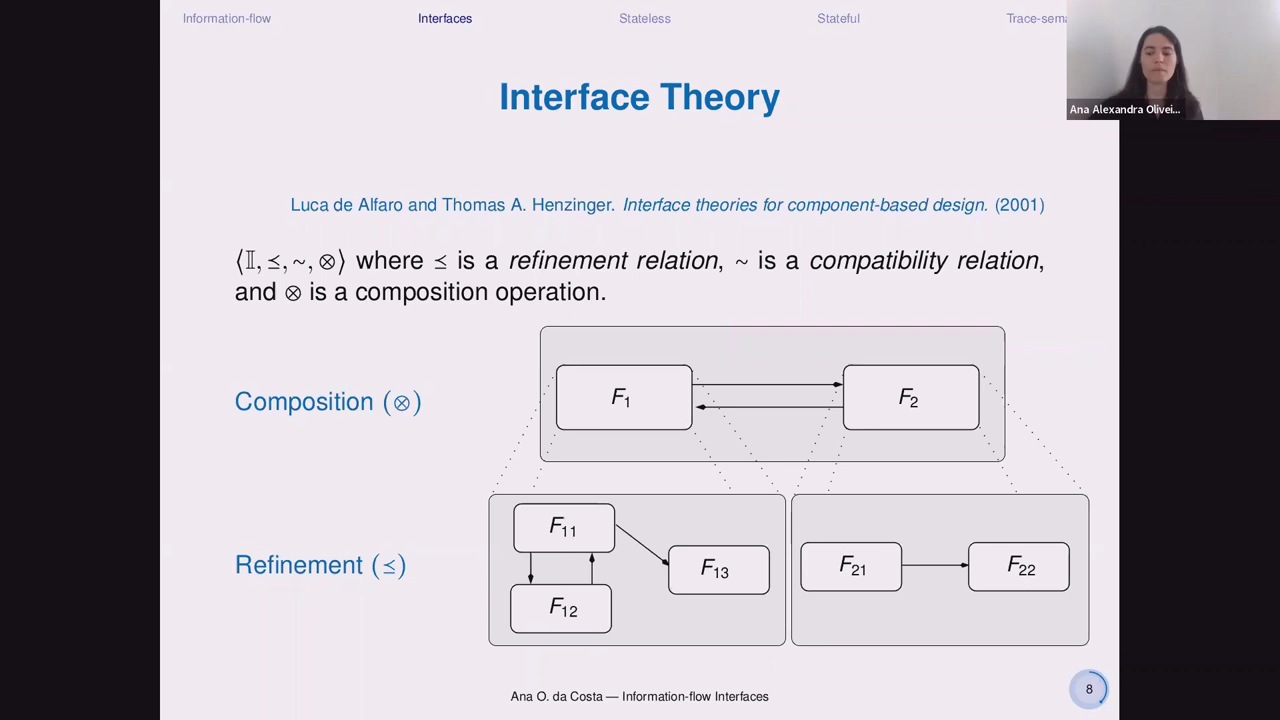 Information-flow
Interfaces
Stateless
Stateful
Trace-sema
Ana Alexandra Olivei...
Interface Theory
Luca de Alfaro and Thomas A. Henzinger. Interface theories for component-based design. (2001)
⟨𝕀, ⪯, ~, ⊗⟩ where ⪯ is a refinement relation, ~ is a compatibility relation,
and ⊗ is a composition operation.
Composition (⊗)
F₁
F₂
Refinement (⪯)
F₁₁
F₁₂
F₁₃
F₂₁
F₂₂
Ana O. da Costa — Information-flow Interfaces
8